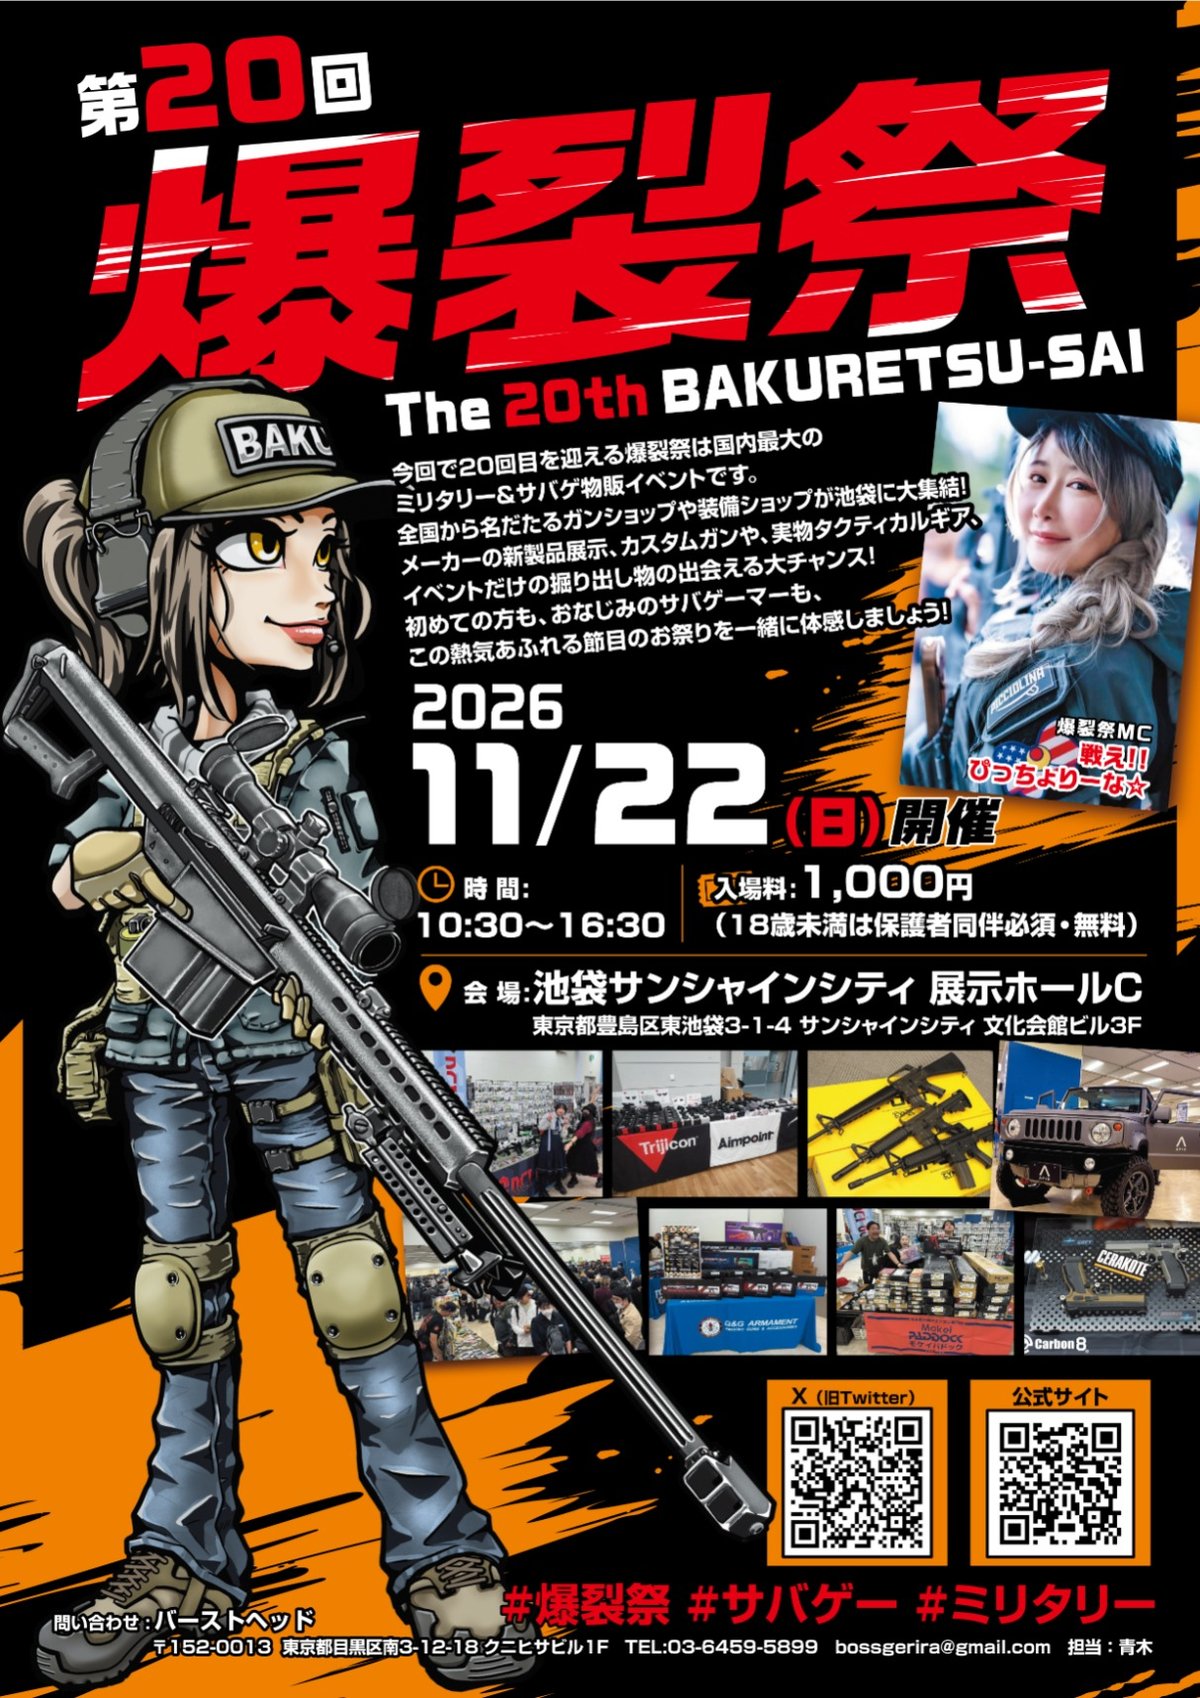 第20回
爆裂祭
The 20th BAKURETSU-SAI
BAKU
今回で20回目を迎える爆裂祭は国内最大の
ミリタリー&サバゲ物販イベントです。
全国から名だたるガンショップや装備ショップが池袋に大集結!
メーカーの新製品展示、カスタムガンや、実物タクティカルギア、
イベントだけの掘り出し物の出会える大チャンス!
初めての方も、おなじみのサバゲーマーも、
この熱気あふれる節目のお祭りを一緒に体感しましょう!
PICCIOLINA
爆裂祭MC
戦え!!
ぴっちょりーな☆
2026
11/22(日)開催
時間:
10:30〜16:30
入場料:1,000円
(18歳未満は保護者同伴必須・無料)
会場:池袋サンシャインシティ 展示ホールC
東京都豊島区東池袋3-1-4 サンシャインシティ 文化会館ビル3F
Trijicon
Aimpoint
G&G ARMAMENT
Mokei
PADDOCK
モケイパドック
CERAKOTE
Carbon8
X(旧Twitter)
公式サイト
#爆裂祭 #サバゲー #ミリタリー
問い合わせ:バーストヘッド
〒152-0013 東京都目黒区南3-12-18 クニヒサビル1F TEL:03-6459-5899 bossgerira@gmail.com 担当:青木